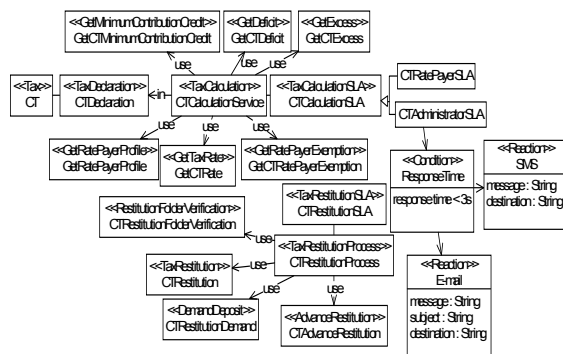 <<GetMinimumContributionCredit>>
GetCTMinimumContributionCredit
<<GetDeficit>>
GetCTDeficit
<<GetExcess>>
GetCTExcess
use
use
use
<<Tax>>
CT
<<TaxDeclaration>>
CTDeclaration
in
<<TaxCalculation>>
CTCalculationService
<<TaxCalculationSLA>>
CTCalculationSLA
CTRatePayerSLA
CTAdministratorSLA
use
use
use
<<GetRatePayerProfile>>
GetRatePayerProfile
<<GetTaxRate>>
GetCTRate
<<GetRatePayerExemption>>
GetCTRatePayerExemption
<<Condition>>
ResponseTime
response time < 3s
<<Reaction>>
SMS
message : String
destination : String
<<TaxRestitutionSLA>>
CTRestitutionSLA
<<RestitutionFolderVerification>>
CTRestitutionFolderVerification
use
<<TaxRestitutionProcess>>
CTRestitutionProcess
<<TaxRestitution>>
CTRestitution
use
use
use
<<DemandDeposit>>
CTRestitutionDemand
<<AdvanceRestitution>>
CTAdvanceRestitution
<<Reaction>>
E-mail
message : String
subject : String
destination : String